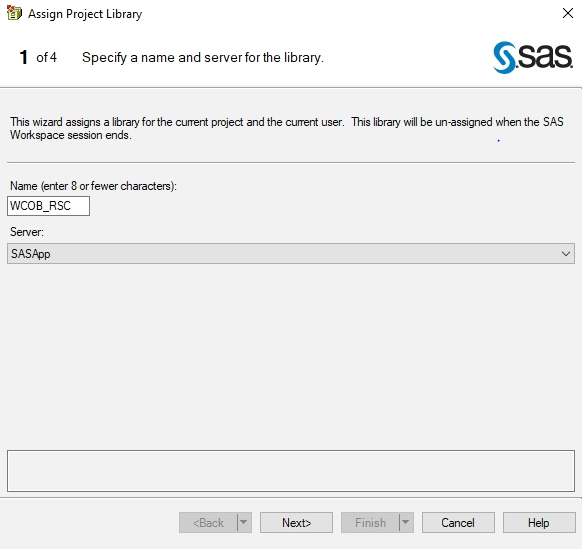 Assign Project Library
1 of 4 Specify a name and server for the library.
sas
This wizard assigns a library for the current project and the current user. This library will be un-assigned when the SAS
Workspace session ends.
Name (enter 8 or fewer characters):
WCOB_RSC
Server:
SASApp
<Back Next> Finish Cancel Help